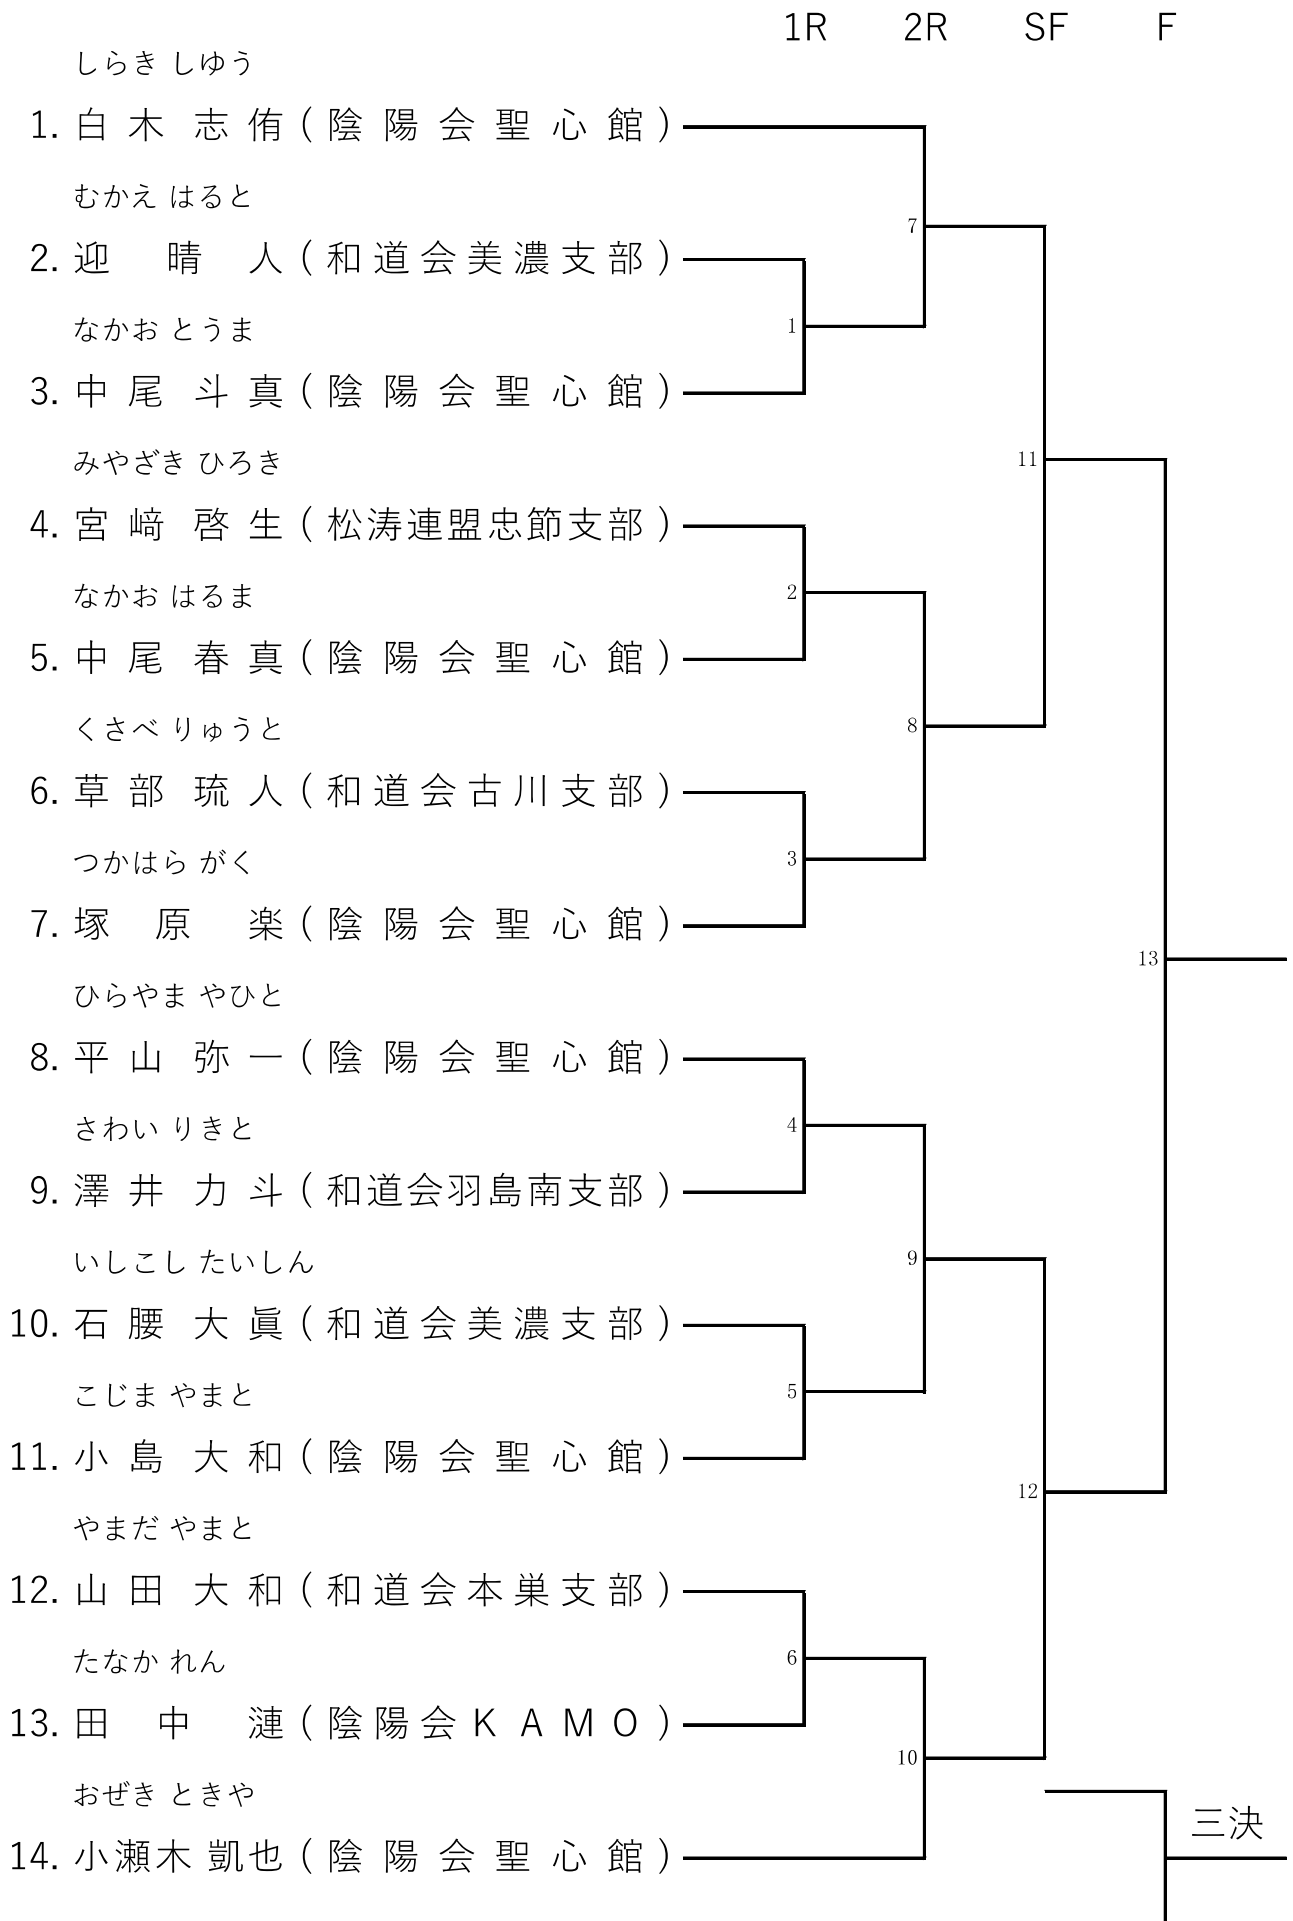 1R 2R SF F
しらき しゆう
1. 白木 志侑(陰陽会聖心館)
むかえ はると
7
2. 迎 晴人(和道会美濃支部)
なかお とうま
1
3. 中尾 斗真(陰陽会聖心館)
みやざき ひろき
11
4. 宮﨑 啓生(松涛連盟忠節支部)
なかお はるま
2
5. 中尾 春真(陰陽会聖心館)
くさべ りゅうと
8
6. 草部 琉人(和道会古川支部)
つかはら がく
3
7. 塚原 楽(陰陽会聖心館)
13
ひらやま やひと
8. 平山 弥一(陰陽会聖心館)
さわい りきと
4
9. 澤井 力斗(和道会羽島南支部)
いしこし たいしん
9
10. 石腰 大眞(和道会美濃支部)
こじま やまと
5
11. 小島 大和(陰陽会聖心館)
12
やまだ やまと
12. 山田 大和(和道会本巣支部)
たなか れん
6
13. 田中 漣(陰陽会KAMO)
10
おぜき ときや
三決
14. 小瀬木 凱也(陰陽会聖心館)